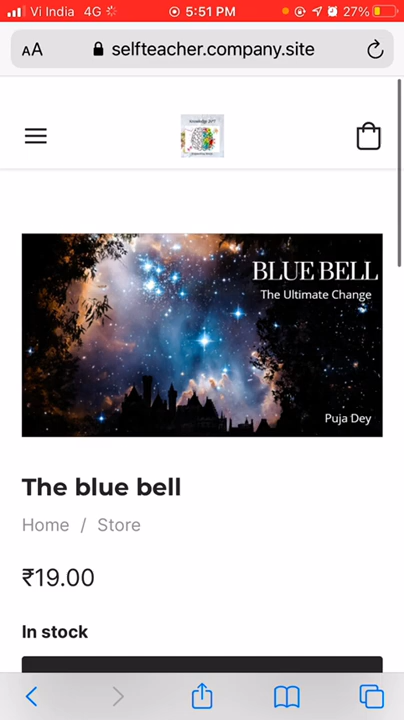 Vi India 4G 5:51 PM 27%
AA selfteacher.company.site
BLUE BELL
The Ultimate Change
Puja Dey
The blue bell
Home / Store
₹19.00
In stock